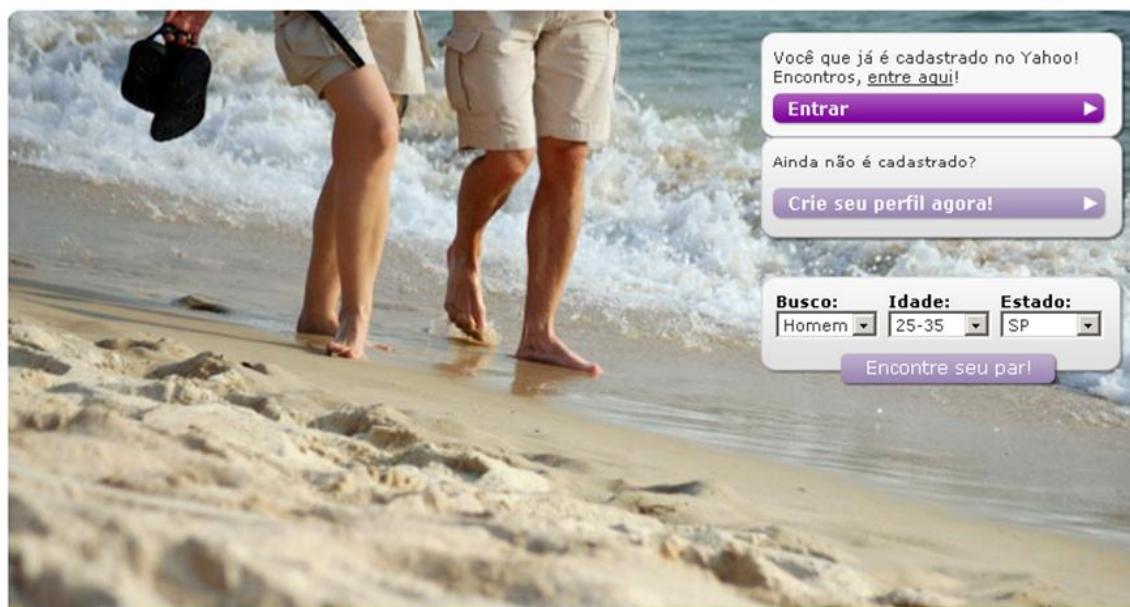 Você que já é cadastrado no Yahoo!
Encontros, entre aqui!
Entrar
Ainda não é cadastrado?
Crie seu perfil agora!
Busco: Idade: Estado:
Homem 25-35 SP
Encontre seu par!